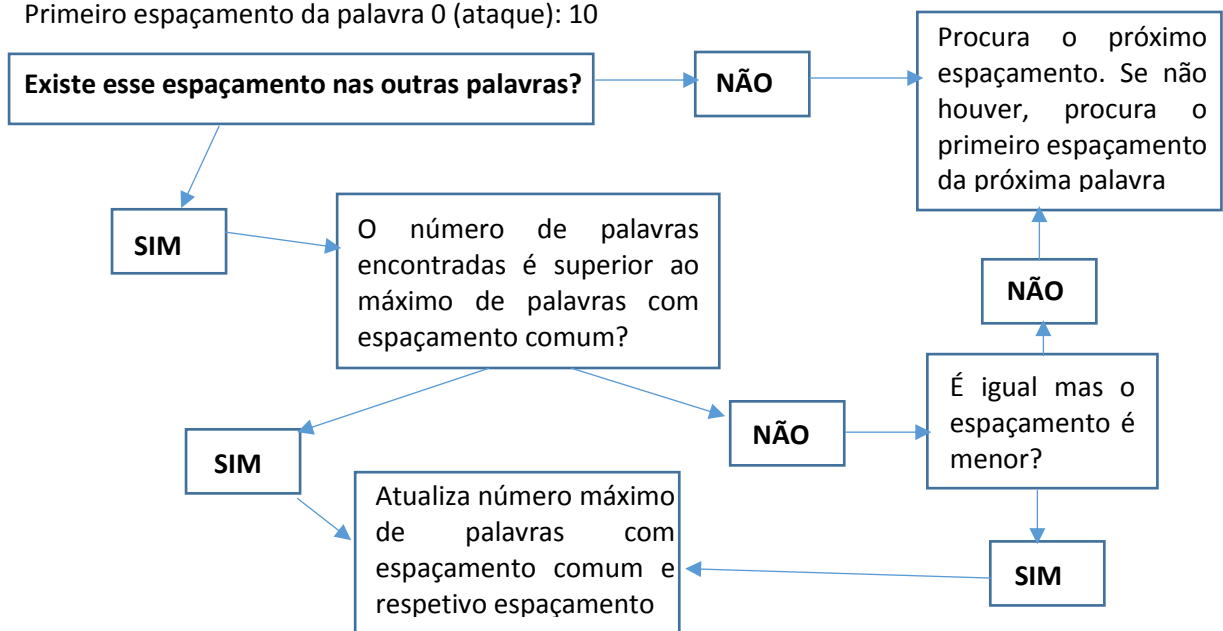 Primeiro espaçamento da palavra 0 (ataque): 10
Existe esse espaçamento nas outras palavras?
NÃO
Procura o próximo
espaçamento. Se não
houver, procura o
primeiro espaçamento
da próxima palavra
SIM
O número de palavras
encontradas é superior ao
máximo de palavras com
espaçamento comum?
NÃO
É igual mas o
espaçamento é
menor?
NÃO
SIM
Atualiza número máximo
de palavras com
espaçamento comum e
respetivo espaçamento
SIM